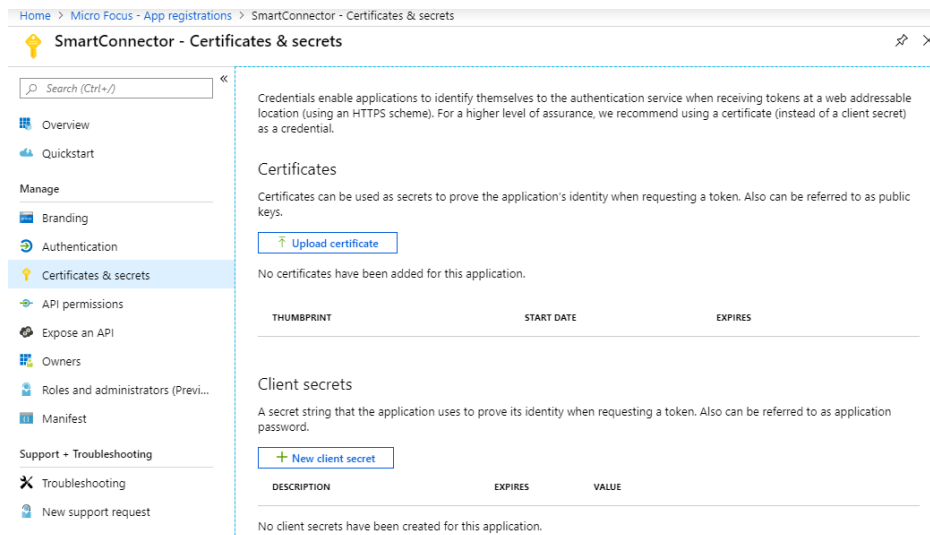 Home > Micro Focus - App registrations > SmartConnector - Certificates & secrets
SmartConnector - Certificates & secrets
Search (Ctrl+/)
«
Overview
Quickstart
Manage
Branding
Authentication
Certificates & secrets
API permissions
Expose an API
Owners
Roles and administrators (Previ...
Manifest
Support + Troubleshooting
Troubleshooting
New support request
Credentials enable applications to identify themselves to the authentication service when receiving tokens at a web addressable
location (using an HTTPS scheme). For a higher level of assurance, we recommend using a certificate (instead of a client secret)
as a credential.
Certificates
Certificates can be used as secrets to prove the application's identity when requesting a token. Also can be referred to as public
keys.
Upload certificate
No certificates have been added for this application.
THUMBPRINT START DATE EXPIRES
Client secrets
A secret string that the application uses to prove its identity when requesting a token. Also can be referred to as application
password.
New client secret
DESCRIPTION EXPIRES VALUE
No client secrets have been created for this application.